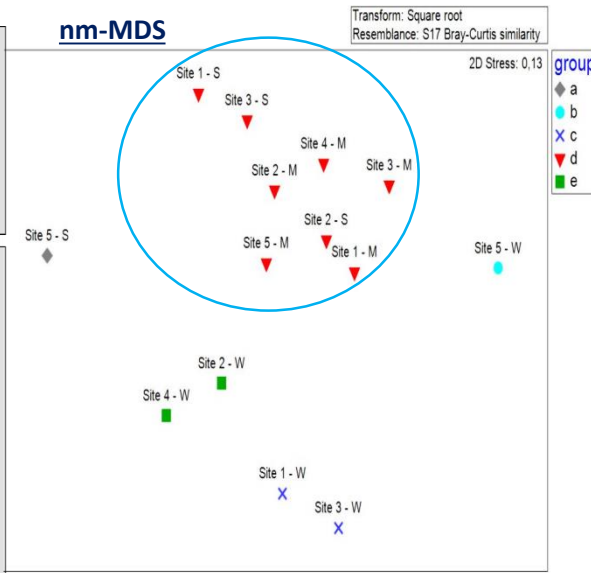 nm-MDS
Transform: Square root
Resemblance: S17 Bray-Curtis similarity
2D Stress: 0,13
group
a
b
c
d
e
Site 1 - S
Site 3 - S
Site 4 - M
Site 2 - M
Site 3 - M
Site 2 - S
Site 5 - S
Site 5 - M
Site 1 - M
Site 5 - W
Site 2 - W
Site 4 - W
Site 1 - W
Site 3 - W